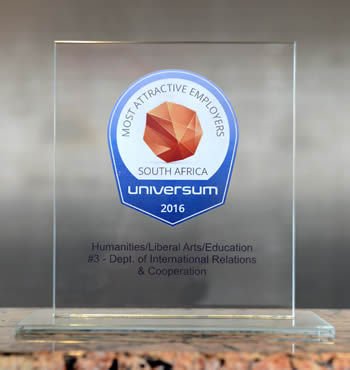 MOST ATTRACTIVE EMPLOYERS
SOUTH AFRICA
universum
2016
Humanities/Liberal Arts/Education
#3 - Dept. of International Relations
& Cooperation